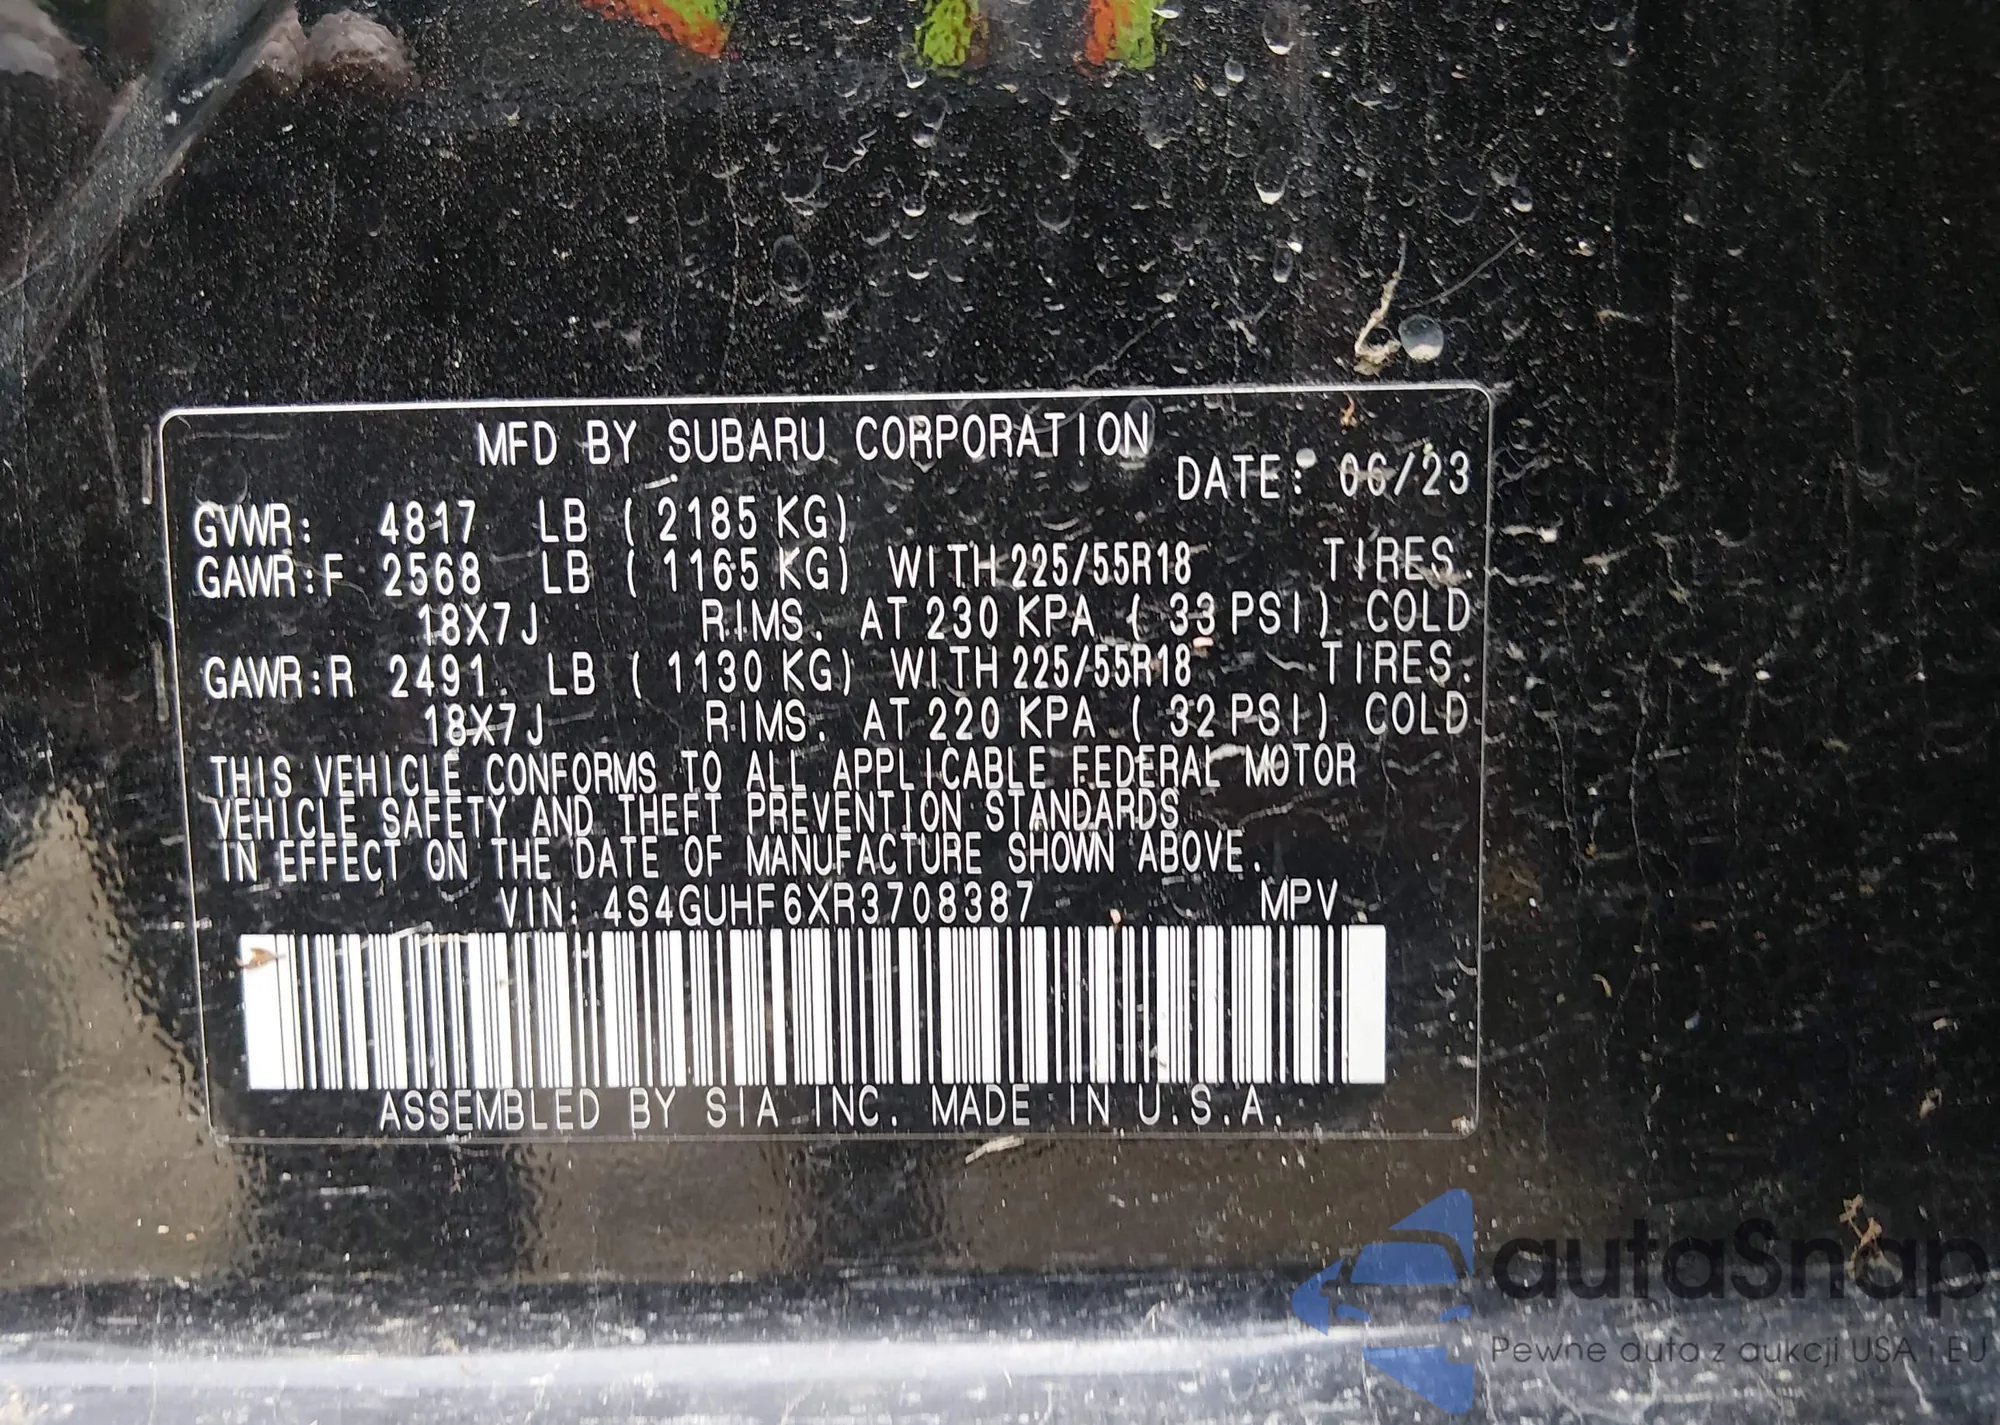 MFD BY SUBARU CORPORATION
DATE: 06/23
GVWR: 4817 LB (2185 KG)
GAWR:F 2568 LB (1165 KG) WITH 225/55R18 TIRES.
18X7J RIMS. AT 230 KPA (33 PSI) COLD
GAWR:R 2491 LB (1130 KG) WITH 225/55R18 TIRES.
18X7J RIMS. AT 220 KPA (32 PSI) COLD
THIS VEHICLE CONFORMS TO ALL APPLICABLE FEDERAL MOTOR
VEHICLE SAFETY AND THEFT PREVENTION STANDARDS
IN EFFECT ON THE DATE OF MANUFACTURE SHOWN ABOVE.
VIN: 4S4GUHF6XR3708387 MPV
ASSEMBLED BY SIA INC. MADE IN U.S.A.
autaSnap
Pewne auta z aukcji USA i EU